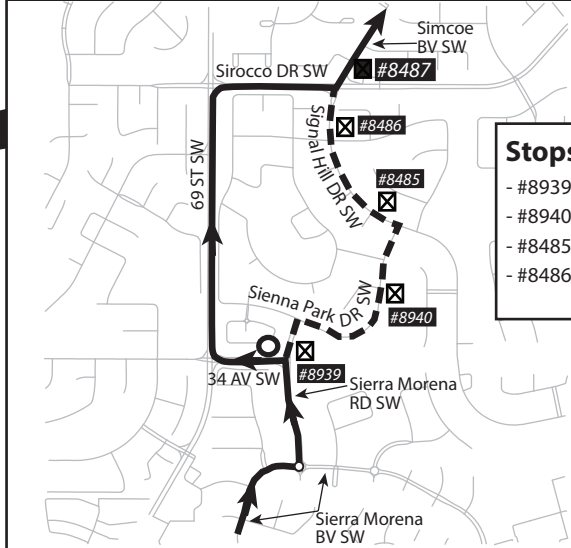 Simcoe
BV SW
Sirocco DR SW
#8487
#8486
Signal Hill DR SW
#8485
69 ST SW
Stops
- #8939
- #8940
- #8485
- #8486
Sienna Park DR SW
#8940
34 AV SW
#8939
Sierra Morena
RD SW
Sierra Morena
BV SW